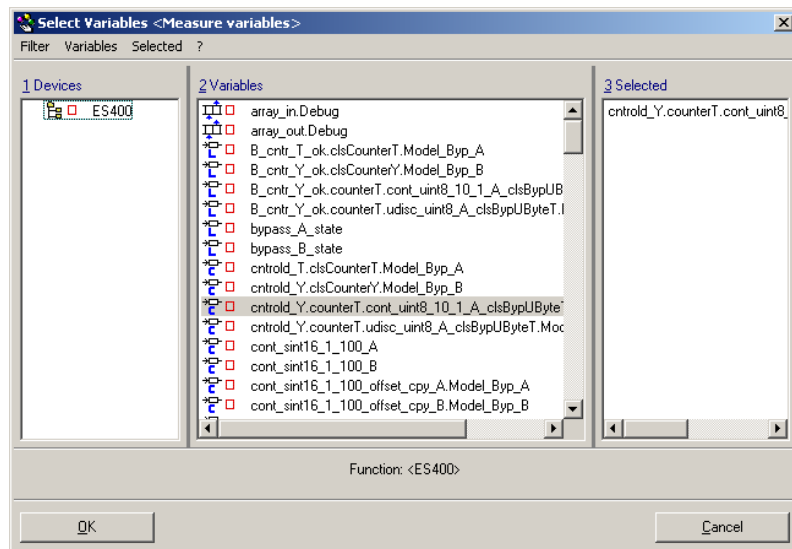 Select Variables <Measure variables>
Filter Variables Selected ?
1 Devices
ES400
2 Variables
array_in.Debug
array_out.Debug
B_cntr_T_ok.clsCounterT.Model_Byp_A
B_cntr_Y_ok.clsCounterY.Model_Byp_B
B_cntr_Y_ok.counterT.cont_uint8_10_1_A_clsBypUB
B_cntr_Y_ok.counterT.udisc_uint8_A_clsBypUByteT.
bypass_A_state
bypass_B_state
cntrold_T.clsCounterT.Model_Byp_A
cntrold_Y.clsCounterY.Model_Byp_B
cntrold_Y.counterT.cont_uint8_10_1_A_clsBypUByte
cntrold_Y.counterT.udisc_uint8_A_clsBypUByteT.Moc
cont_sint16_1_100_A
cont_sint16_1_100_B
cont_sint16_1_100_offset_cpy_A.Model_Byp_A
cont_sint16_1_100_offset_cpy_B.Model_Byp_B
3 Selected
cntrold_Y.counterT.cont_uint8_
Function: <ES400>
OK
Cancel